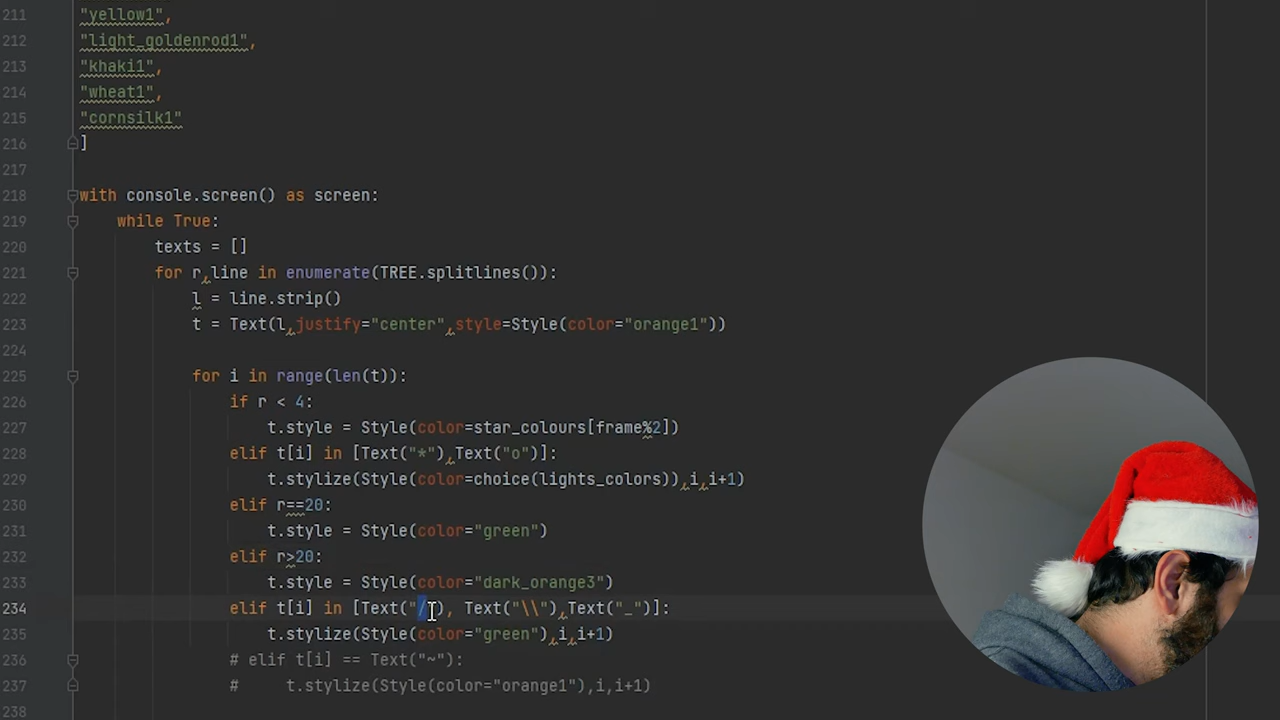 211 "yellow1",
212 "light_goldenrod1",
213 "khaki1",
214 "wheat1",
215 "cornsilk1"
216 ]
217
218 with console.screen() as screen:
219     while True:
220         texts = []
221         for r,line in enumerate(TREE.splitlines()):
222             l = line.strip()
223             t = Text(l,justify="center",style=Style(color="orange1"))
224
225             for i in range(len(t)):
226                 if r < 4:
227                     t.style = Style(color=star_colours[frame%2])
228                 elif t[i] in [Text("*"),Text("o")]:
229                     t.stylize(Style(color=choice(lights_colors)),i,i+1)
230                 elif r==20:
231                     t.style = Style(color="green")
232                 elif r>20:
233                     t.style = Style(color="dark_orange3")
234                 elif t[i] in [Text("/"), Text("\\"),Text("_")]:
235                     t.stylize(Style(color="green"),i,i+1)
236                 # elif t[i] == Text("~"):
237                 #     t.stylize(Style(color="orange1"),i,i+1)
238